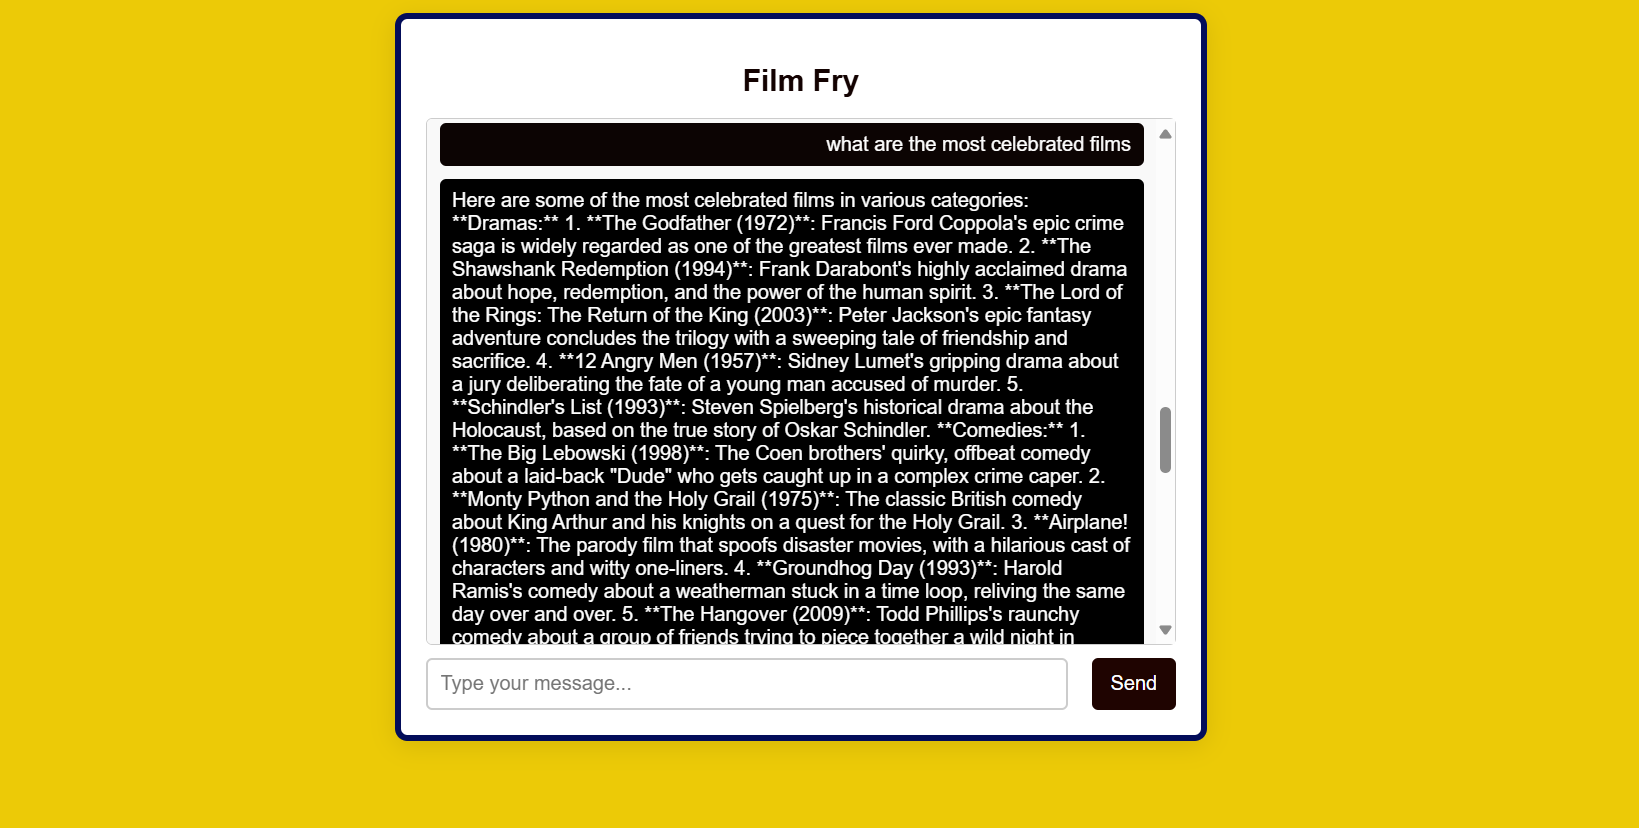 Film Fry
what are the most celebrated films
Here are some of the most celebrated films in various categories:
**Dramas:** 1. **The Godfather (1972)**: Francis Ford Coppola's epic crime
saga is widely regarded as one of the greatest films ever made. 2. **The
Shawshank Redemption (1994)**: Frank Darabont's highly acclaimed drama
about hope, redemption, and the power of the human spirit. 3. **The Lord of
the Rings: The Return of the King (2003)**: Peter Jackson's epic fantasy
adventure concludes the trilogy with a sweeping tale of friendship and
sacrifice. 4. **12 Angry Men (1957)**: Sidney Lumet's gripping drama about
a jury deliberating the fate of a young man accused of murder. 5.
**Schindler's List (1993)**: Steven Spielberg's historical drama about the
Holocaust, based on the true story of Oskar Schindler. **Comedies:** 1.
**The Big Lebowski (1998)**: The Coen brothers' quirky, offbeat comedy
about a laid-back "Dude" who gets caught up in a complex crime caper. 2.
**Monty Python and the Holy Grail (1975)**: The classic British comedy
about King Arthur and his knights on a quest for the Holy Grail. 3. **Airplane!
(1980)**: The parody film that spoofs disaster movies, with a hilarious cast of
characters and witty one-liners. 4. **Groundhog Day (1993)**: Harold
Ramis's comedy about a weatherman stuck in a time loop, reliving the same
day over and over. 5. **The Hangover (2009)**: Todd Phillips's raunchy
comedy about a group of friends trying to piece together a wild night in
Type your message...
Send